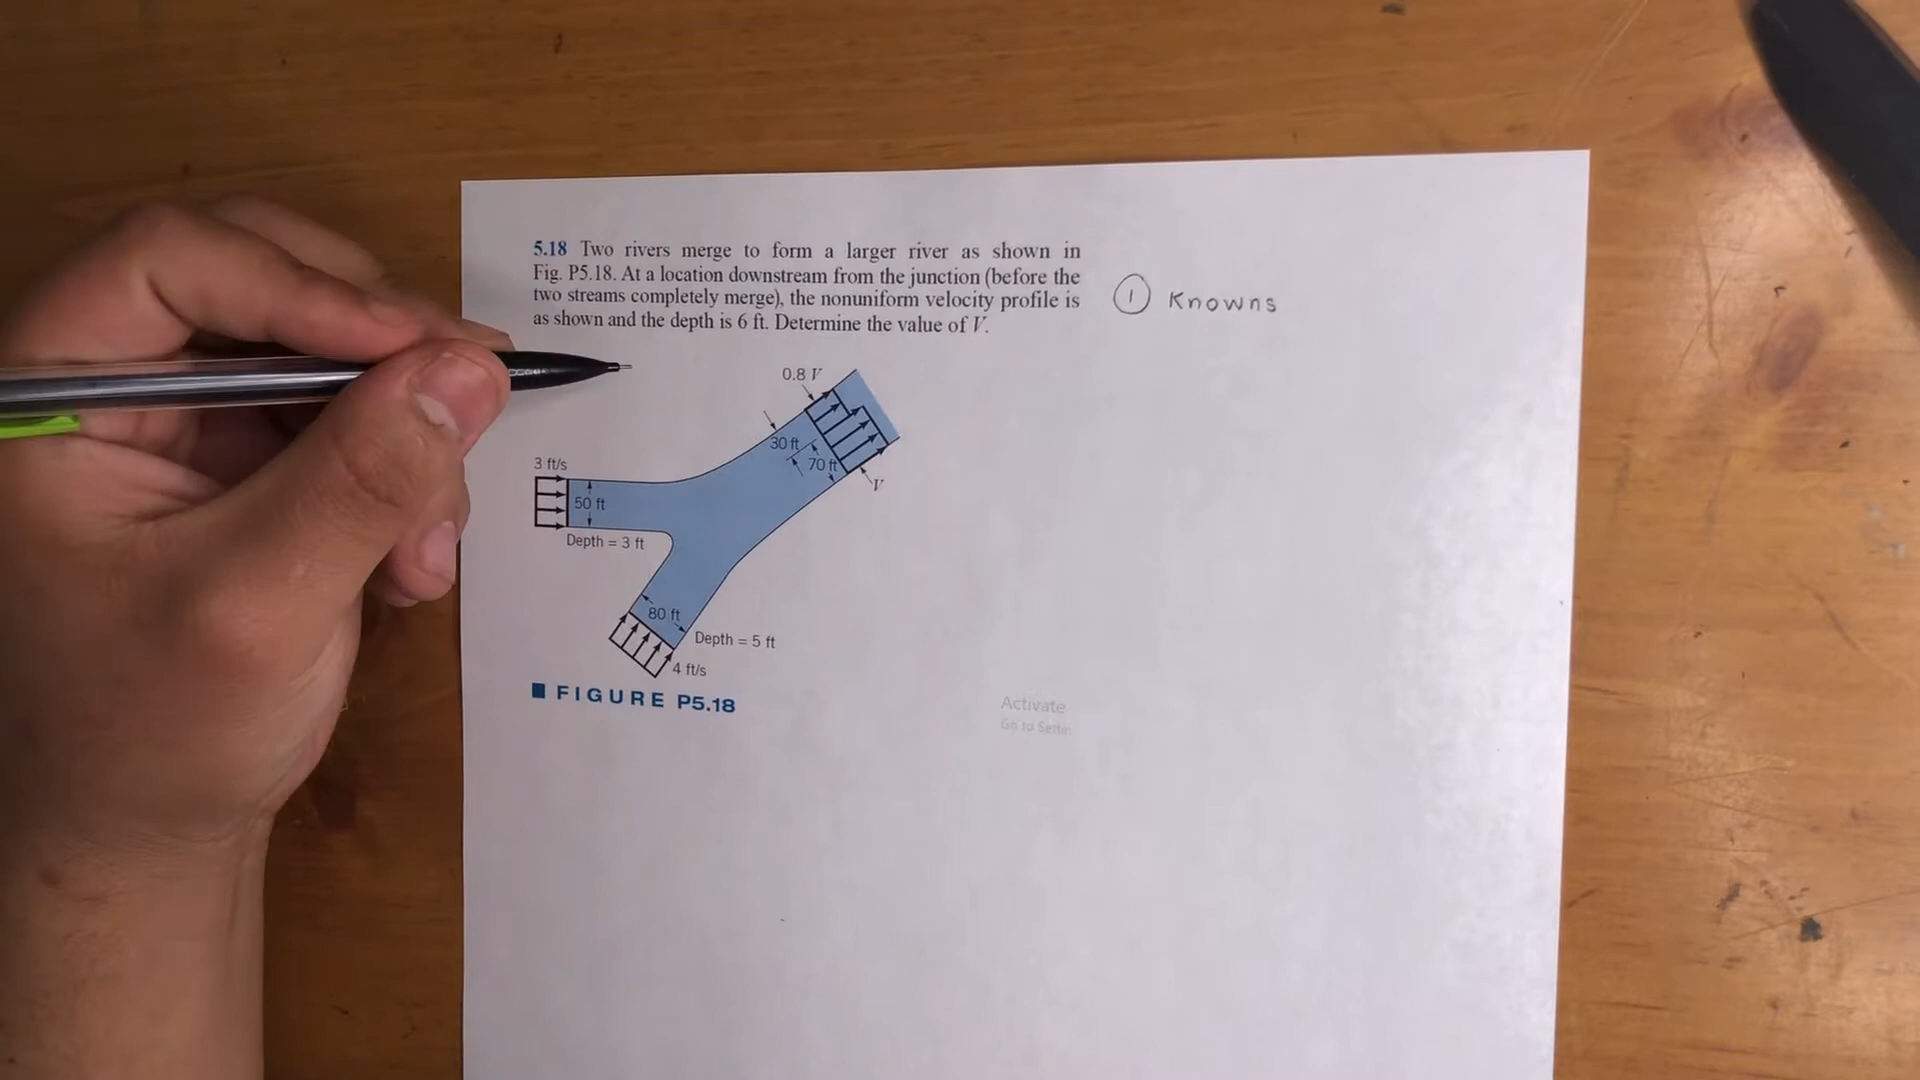 5.18 Two rivers merge to form a larger river as shown in
Fig. P5.18. At a location downstream from the junction (before the
two streams completely merge), the nonuniform velocity profile is
as shown and the depth is 6 ft. Determine the value of V.
1 Knowns
0.8 V
30 ft
70 ft
V
3 ft/s
50 ft
Depth = 3 ft
80 ft
Depth = 5 ft
4 ft/s
FIGURE P5.18
Activate
Go to Settin